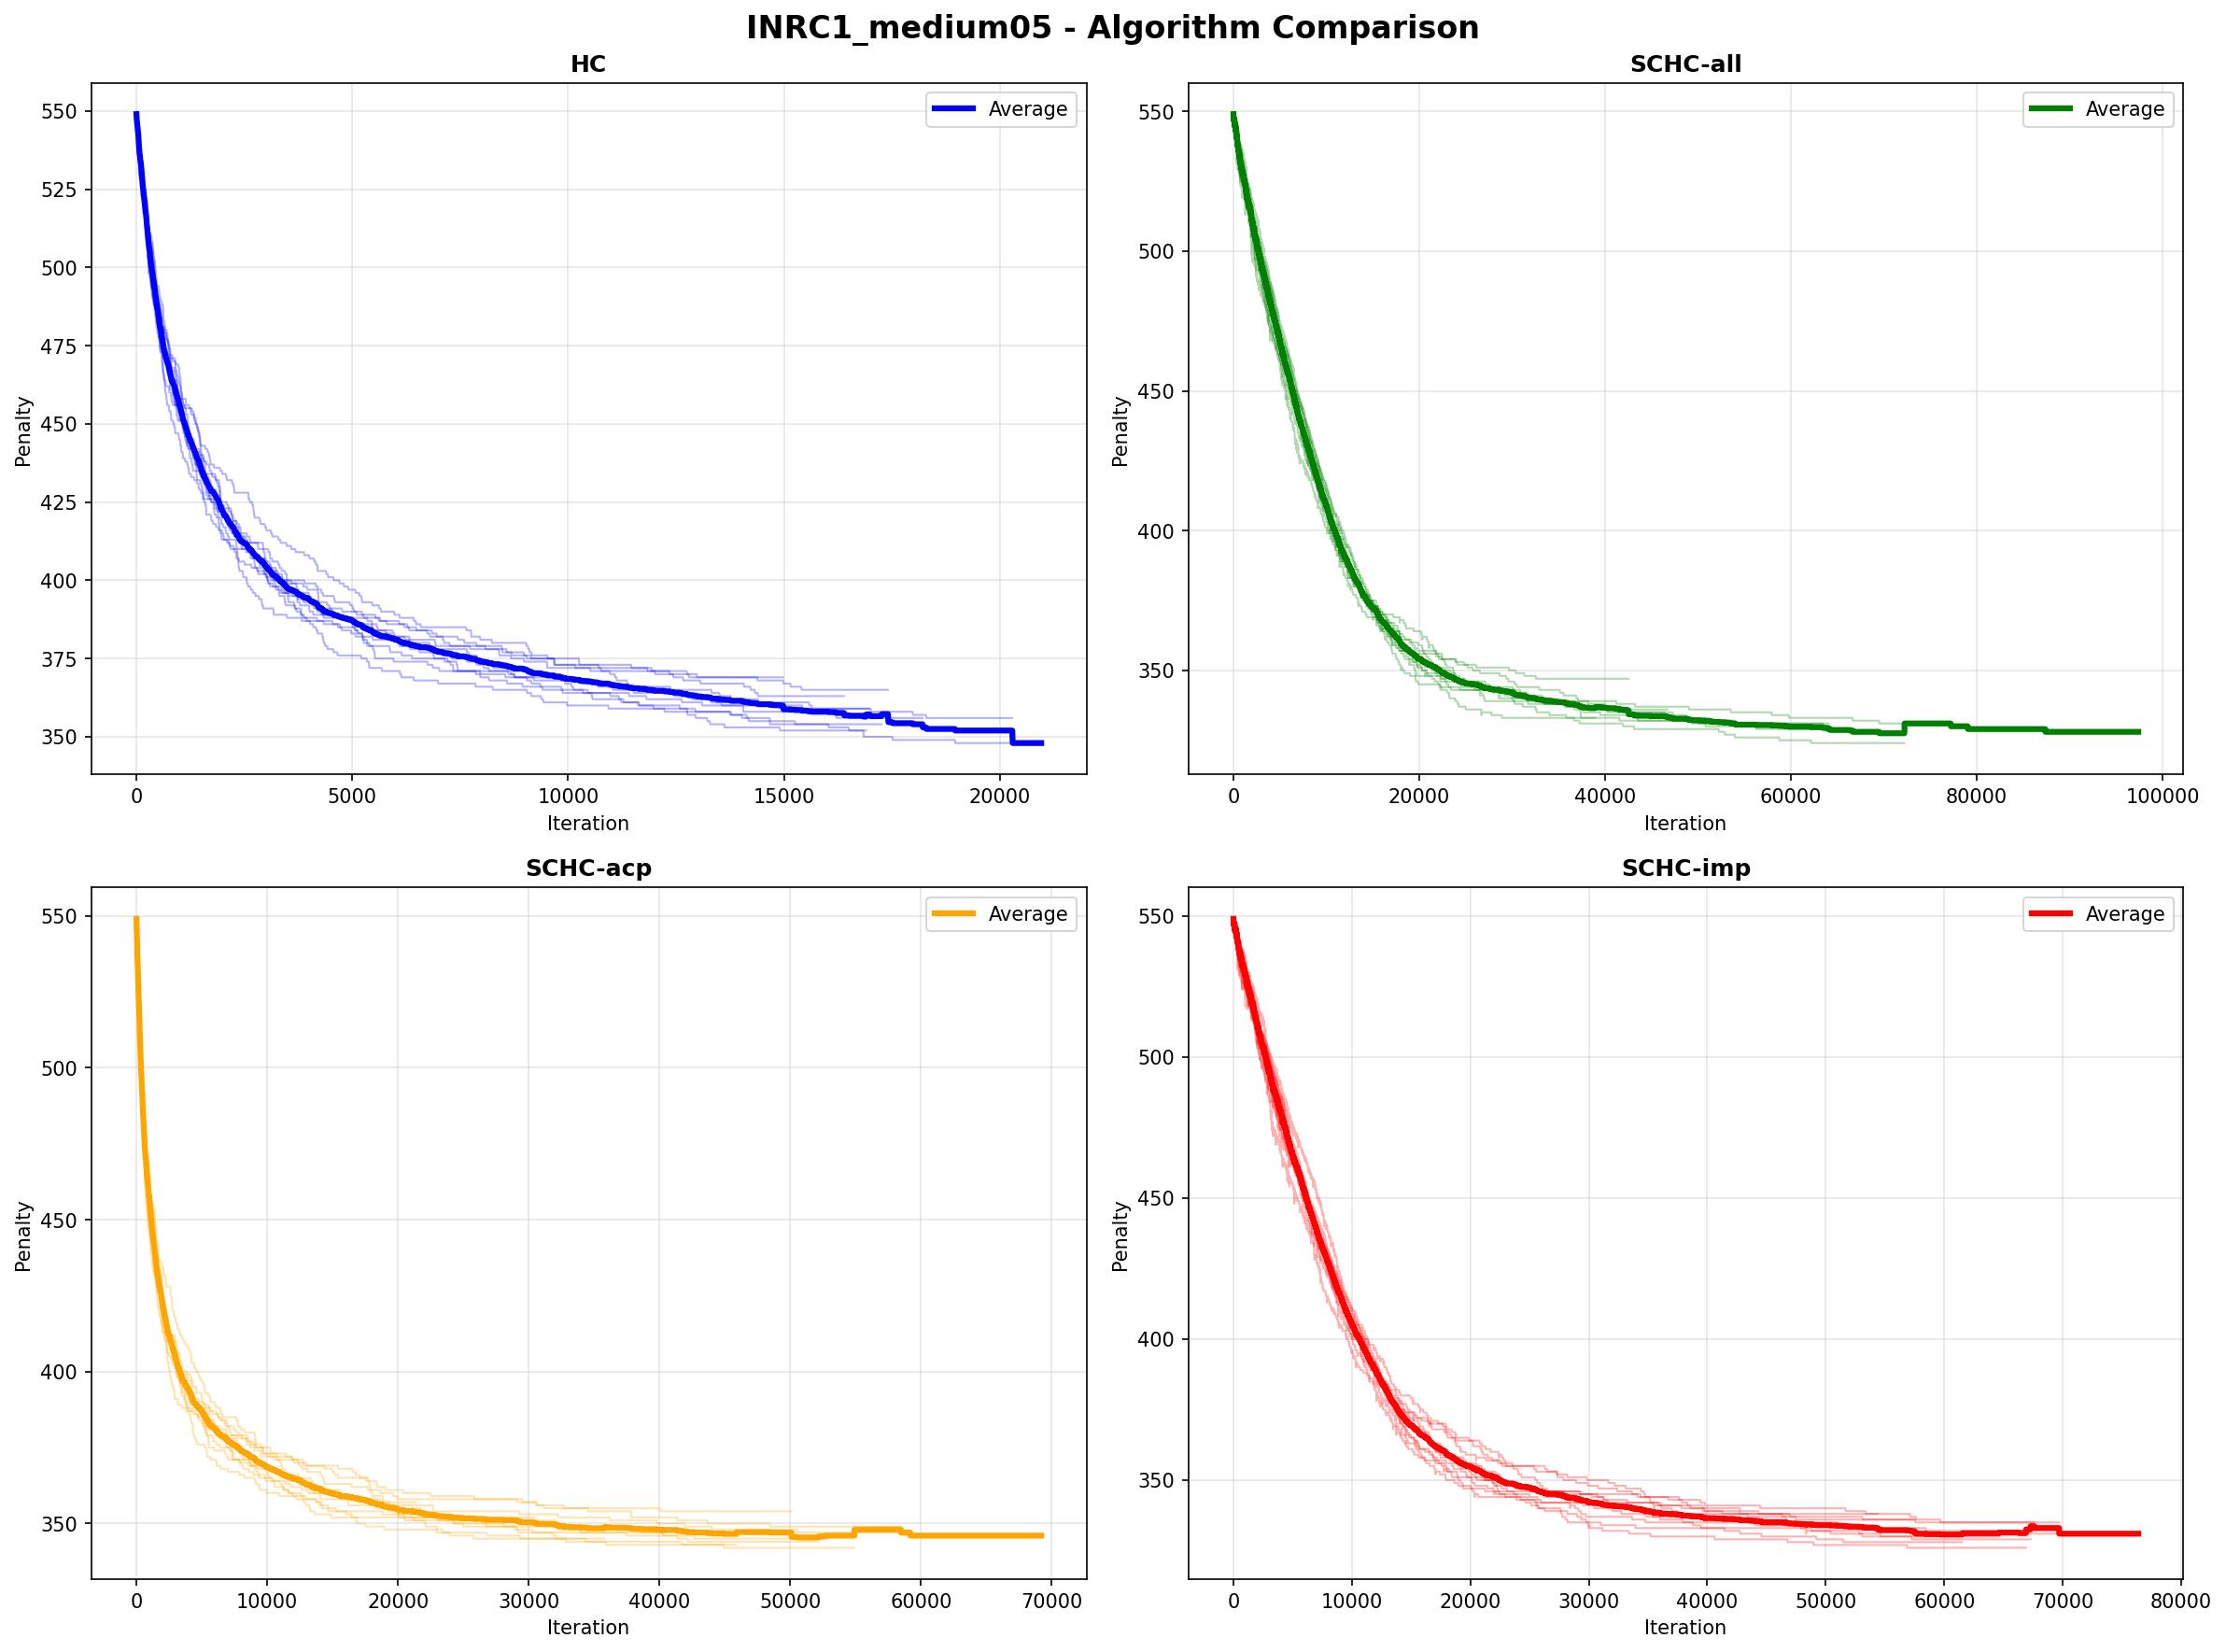 INRC1_medium05 - Algorithm Comparison
HC
Average
Penalty
550
525
500
475
450
425
400
375
350
0 5000 10000 15000 20000
Iteration
SCHC-all
Average
Penalty
550
500
450
400
350
0 20000 40000 60000 80000 100000
Iteration
SCHC-acp
Average
Penalty
550
500
450
400
350
0 10000 20000 30000 40000 50000 60000 70000
Iteration
SCHC-imp
Average
Penalty
550
500
450
400
350
0 10000 20000 30000 40000 50000 60000 70000 80000
Iteration